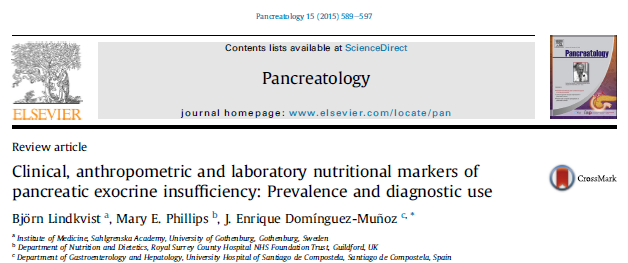 Pancreatology 15 (2015) 589–597
Contents lists available at ScienceDirect
Pancreatology
journal homepage: www.elsevier.com/locate/pan
ELSEVIER
Pancreatology
Review article
Clinical, anthropometric and laboratory nutritional markers of
pancreatic exocrine insufficiency: Prevalence and diagnostic use
CrossMark
Björn Lindkvist a, Mary E. Phillips b, J. Enrique Domínguez-Muñoz c, *
a Institute of Medicine, Sahlgrenska Academy, University of Gothenburg, Gothenburg, Sweden
b Department of Nutrition and Dietetics, Royal Surrey County Hospital NHS Foundation Trust, Guildford, UK
c Department of Gastroenterology and Hepatology, University Hospital of Santiago de Compostela, Santiago de Compostela, Spain